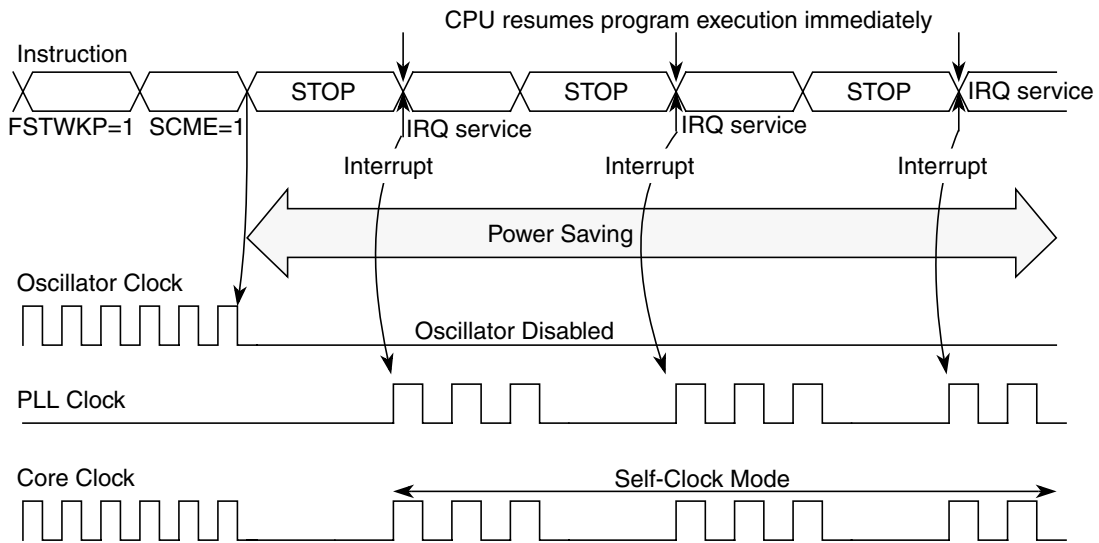 CPU resumes program execution immediately
Instruction
STOP
STOP
STOP
IRQ service
FSTWKP=1
SCME=1
IRQ service
IRQ service
Interrupt
Interrupt
Interrupt
Power Saving
Oscillator Clock
Oscillator Disabled
PLL Clock
Core Clock
Self-Clock Mode